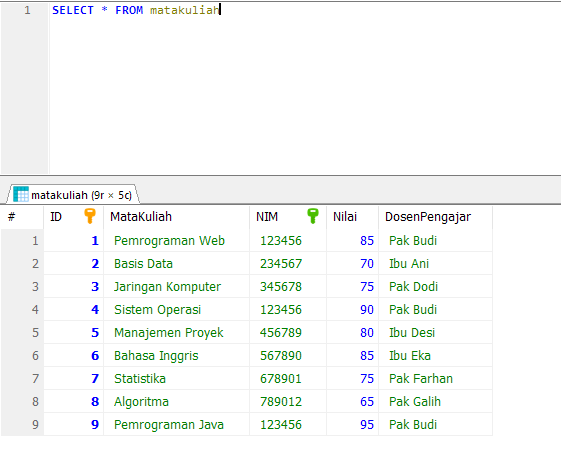 1 SELECT * FROM matakuliah
matakuliah (9r × 5c)
# ID MataKuliah NIM Nilai DosenPengajar
1 1 Pemrograman Web 123456 85 Pak Budi
2 2 Basis Data 234567 70 Ibu Ani
3 3 Jaringan Komputer 345678 75 Pak Dodi
4 4 Sistem Operasi 123456 90 Pak Budi
5 5 Manajemen Proyek 456789 80 Ibu Desi
6 6 Bahasa Inggris 567890 85 Ibu Eka
7 7 Statistika 678901 75 Pak Farhan
8 8 Algoritma 789012 65 Pak Galih
9 9 Pemrograman Java 123456 95 Pak Budi